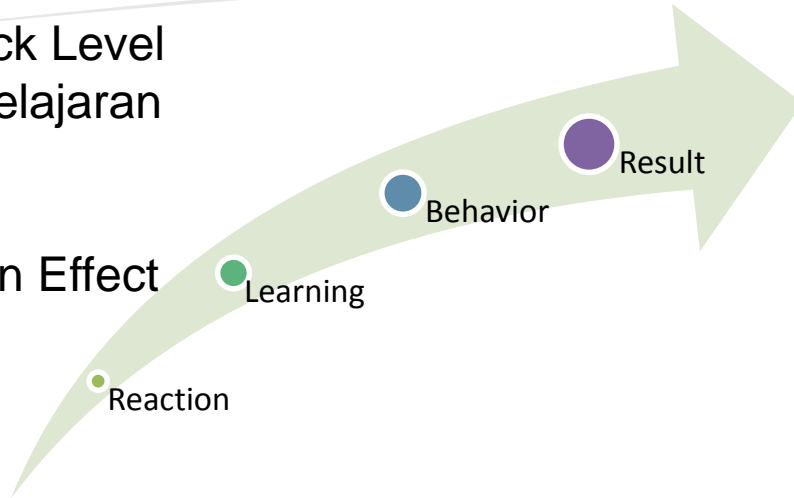 ck Level
elajaran
n Effect
Result
Behavior
Learning
Reaction